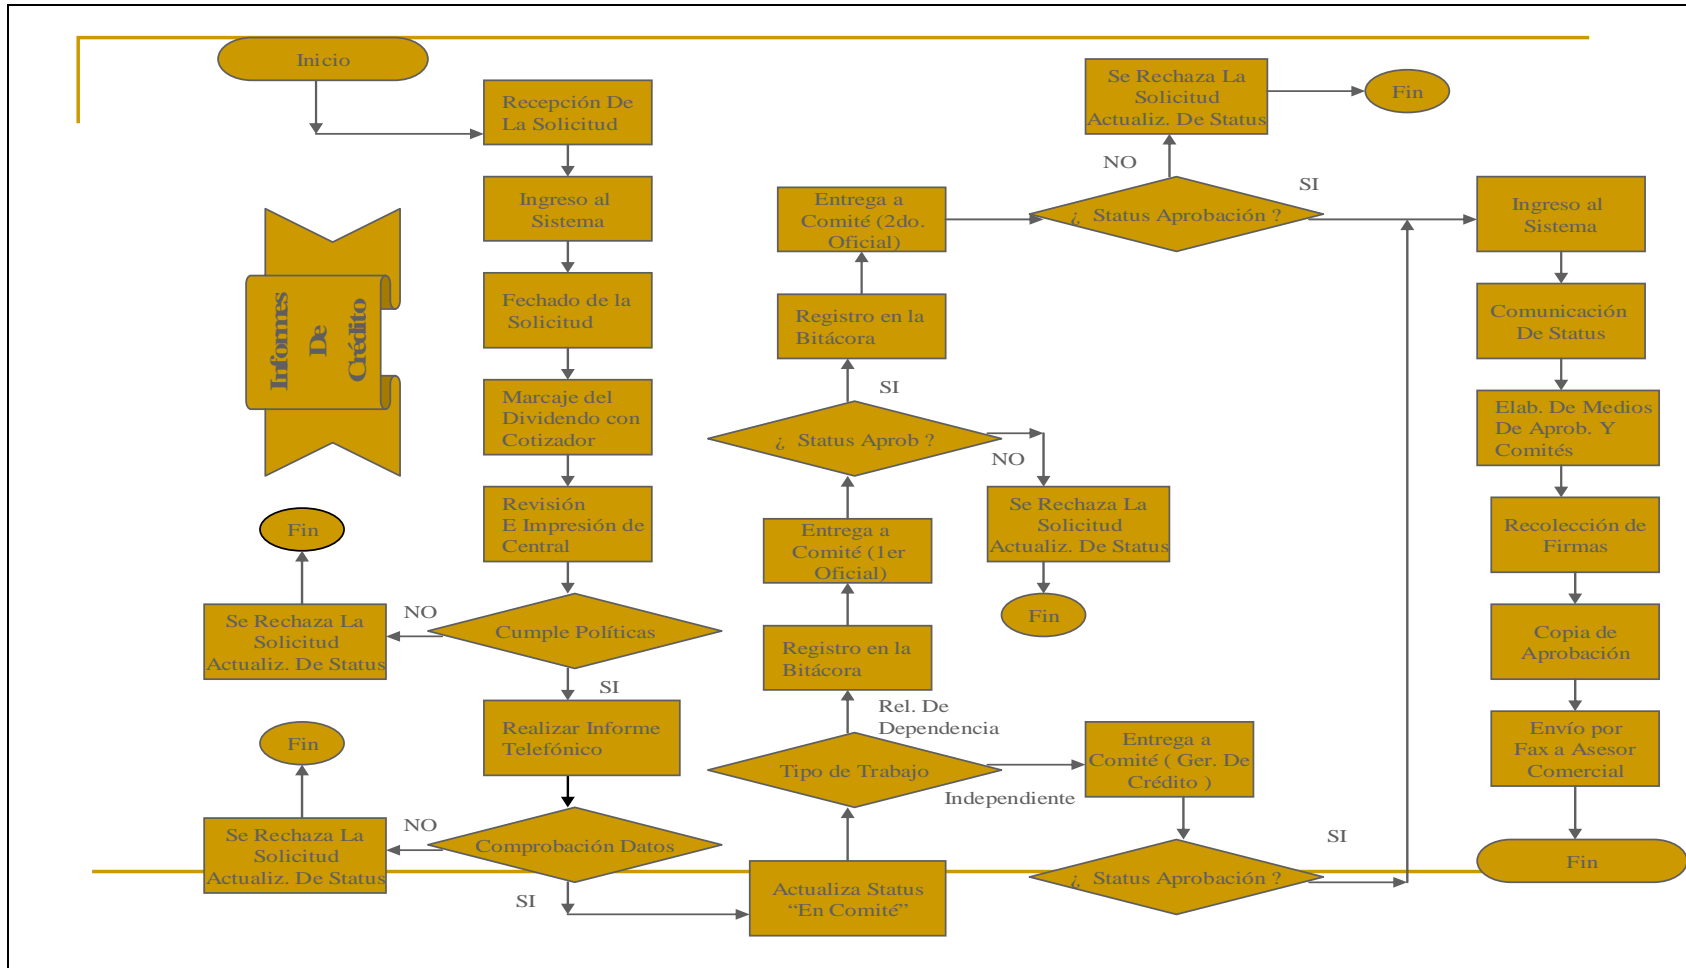 Inicio
Recepción De
La Solicitud
Ingreso al
Sistema
Fechado de la
Solicitud
Marcaje del
Dividendo con
Cotizador
Revisión
E Impresión de
Central
Cumple Políticas
NO
Se Rechaza La
Solicitud
Actualiz. De Status
Fin
SI
Realizar Informe
Telefónico
Comprobación Datos
NO
Se Rechaza La
Solicitud
Actualiz. De Status
Fin
SI
Informes
De
Crédito
Actualiza Status
“En Comité”
Tipo de Trabajo
Rel. De
Dependencia
Independiente
Registro en la
Bitácora
Entrega a
Comité (1er
Oficial)
¿ Status Aprob ?
NO
Se Rechaza La
Solicitud
Actualiz. De Status
Fin
SI
Registro en la
Bitácora
Entrega a
Comité (2do.
Oficial)
¿ Status Aprobación ?
NO
Se Rechaza La
Solicitud
Actualiz. De Status
Fin
SI
Entrega a
Comité ( Ger. De
Crédito )
¿ Status Aprobación ?
SI
Ingreso al
Sistema
Comunicación
De Status
Elab. De Medios
De Aprob. Y
Comités
Recolección de
Firmas
Copia de
Aprobación
Envío por
Fax a Asesor
Comercial
Fin